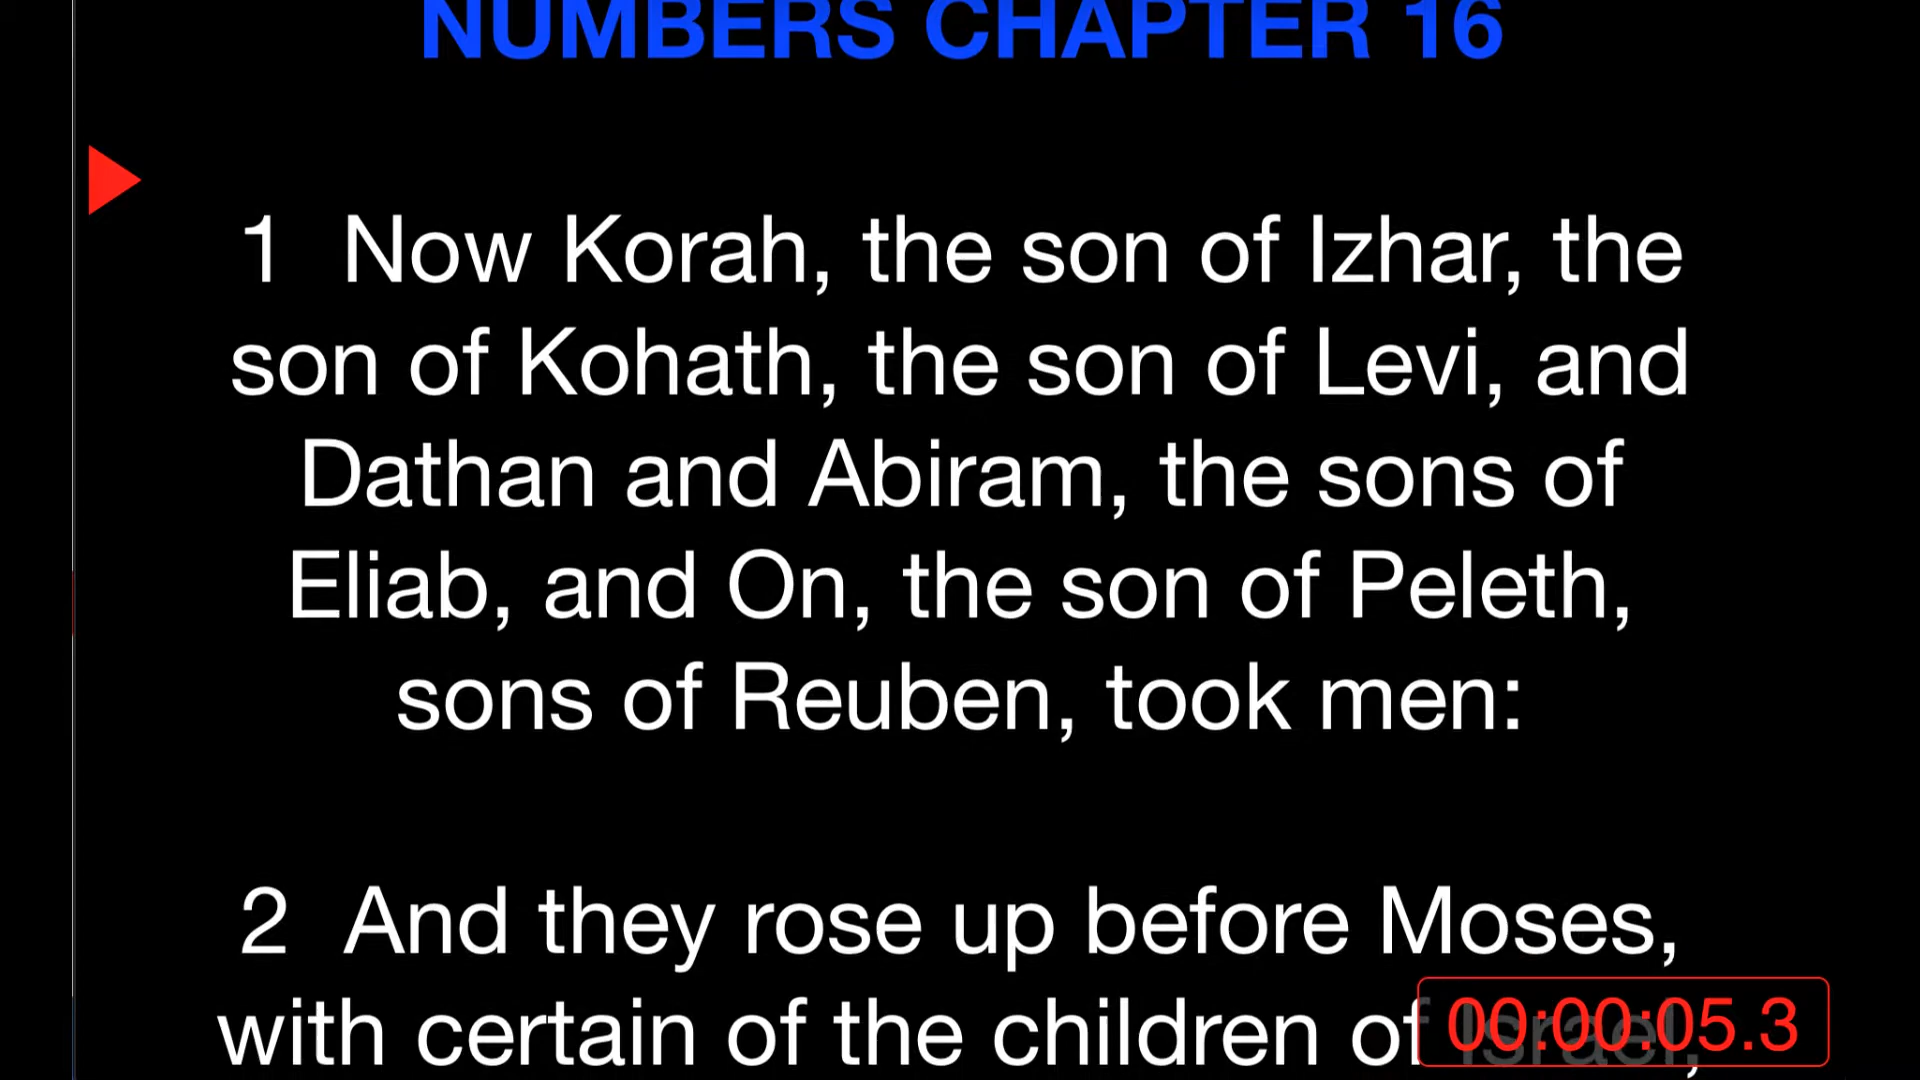 NUMBERS CHAPTER 16
1 Now Korah, the son of Izhar, the
son of Kohath, the son of Levi, and
Dathan and Abiram, the sons of
Eliab, and On, the son of Peleth,
sons of Reuben, took men:
2 And they rose up before Moses,
with certain of the children of Israel,
00:00:05.3